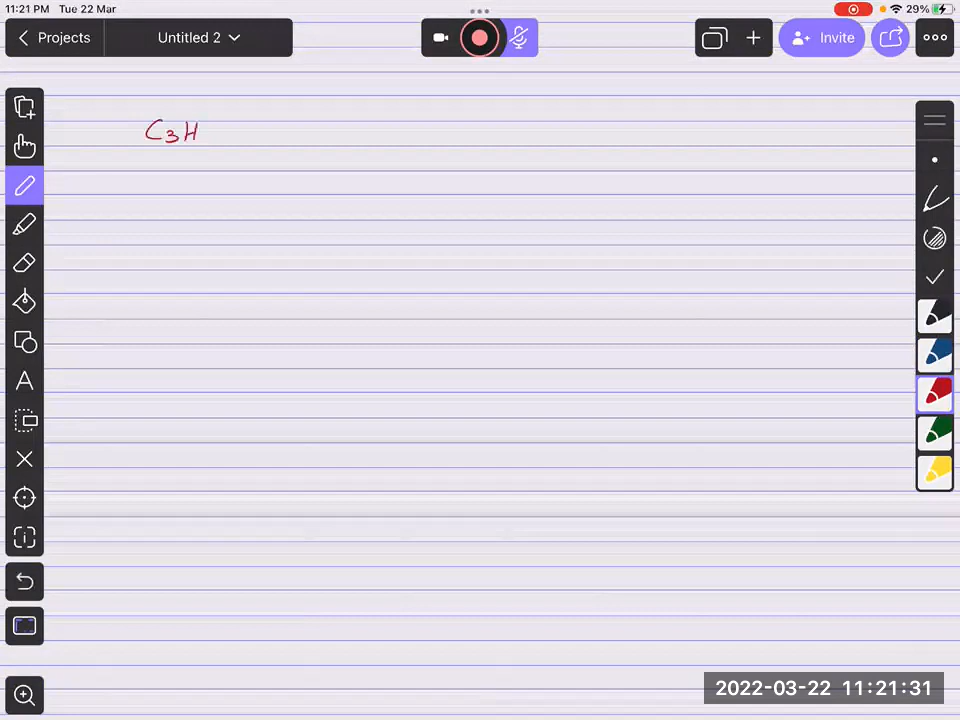 11:21 PM Tue 22 Mar 29%
Projects Untitled 2 Invite
C₃H
2022-03-22 11:21:31